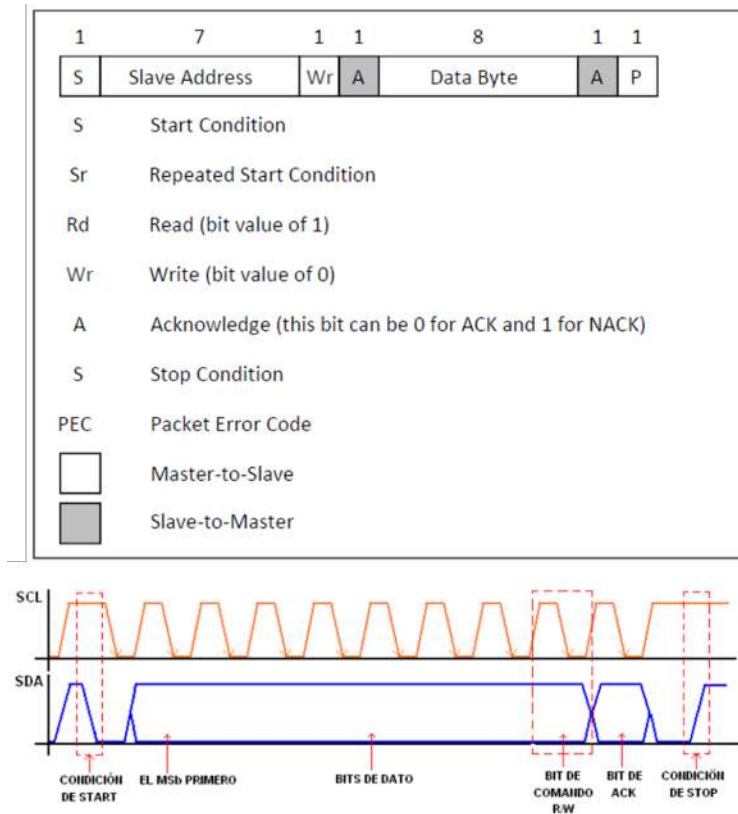 1 7 1 1 8 1 1
S Slave Address Wr A Data Byte A P
S Start Condition
Sr Repeated Start Condition
Rd Read (bit value of 1)
Wr Write (bit value of 0)
A Acknowledge (this bit can be 0 for ACK and 1 for NACK)
S Stop Condition
PEC Packet Error Code
Master-to-Slave
Slave-to-Master
SCL
SDA
CONDICIÓN DE START
EL MSb PRIMERO
BITS DE DATO
BIT DE COMANDO R/W
BIT DE ACK
CONDICIÓN DE STOP